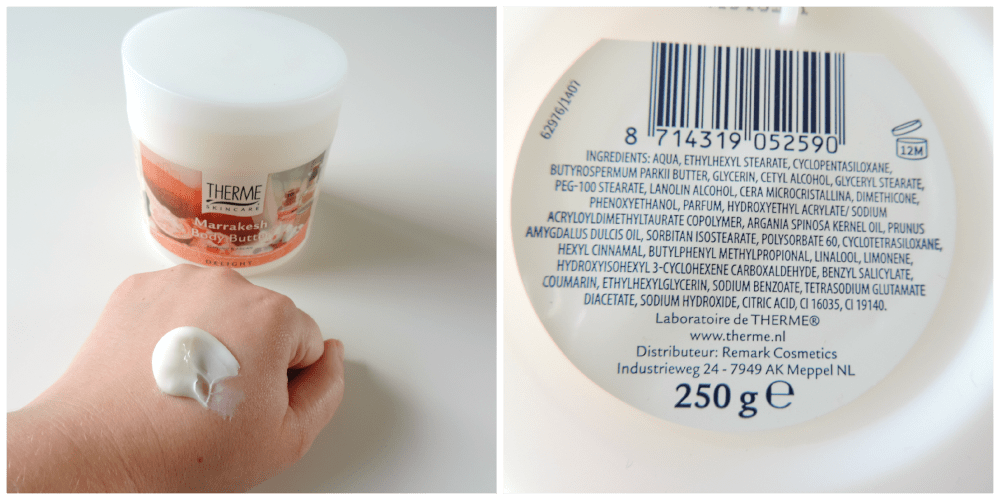 THERME
SKINCARE
Marrakesh
Body Butt
DELIGHT
62976/1407
8 714319 052590
12M
INGREDIENTS: AQUA, ETHYLHEXYL STEARATE, CYCLOPENTASILOXANE,
BUTYROSPERMUM PARKII BUTTER, GLYCERIN, CETYL ALCOHOL, GLYCERYL STEARATE,
PEG-100 STEARATE, LANOLIN ALCOHOL, CERA MICROCRISTALLINA, DIMETHICONE,
PHENOXYETHANOL, PARFUM, HYDROXYETHYL ACRYLATE/ SODIUM
ACRYLOYLDIMETHYLTAURATE COPOLYMER, ARGANIA SPINOSA KERNEL OIL, PRUNUS
AMYGDALUS DULCIS OIL, SORBITAN ISOSTEARATE, POLYSORBATE 60, CYCLOTETRASILOXANE,
HEXYL CINNAMAL, BUTYLPHENYL METHYLPROPIONAL, LINALOOL, LIMONENE,
HYDROXYISOHEXYL 3-CYCLOHEXENE CARBOXALDEHYDE, BENZYL SALICYLATE,
COUMARIN, ETHYLHEXYLGLYCERIN, SODIUM BENZOATE, TETRASODIUM GLUTAMATE
DIACETATE, SODIUM HYDROXIDE, CITRIC ACID, CI 16035, CI 19140.
Laboratoire de THERME®
www.therme.nl
Distributeur: Remark Cosmetics
Industrieweg 24 - 7949 AK Meppel NL
250 g ℮